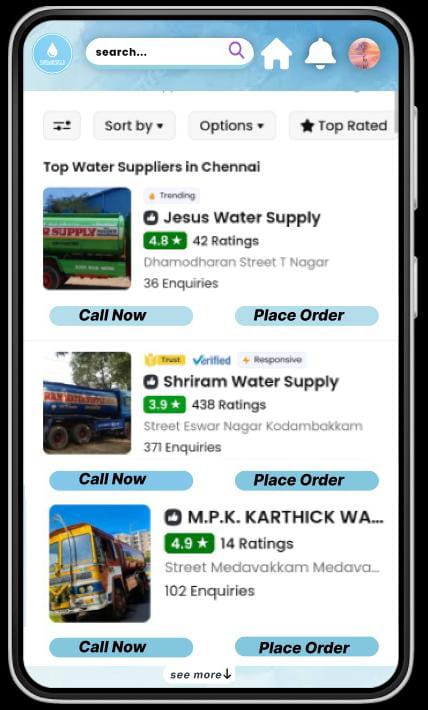 search...
Sort by ▾
Options ▾
★ Top Rated
Top Water Suppliers in Chennai
Trending
Jesus Water Supply
4.8 ★ 42 Ratings
Dhamodharan Street T Nagar
36 Enquiries
R SUPPLY
Call Now
Place Order
Trust Verified Responsive
Shriram Water Supply
3.9 ★ 438 Ratings
Street Eswar Nagar Kodambakkam
371 Enquiries
Call Now
Place Order
M.P.K. KARTHICK WA...
4.9 ★ 14 Ratings
Street Medavakkam Medava...
102 Enquiries
Call Now
Place Order
see more↓